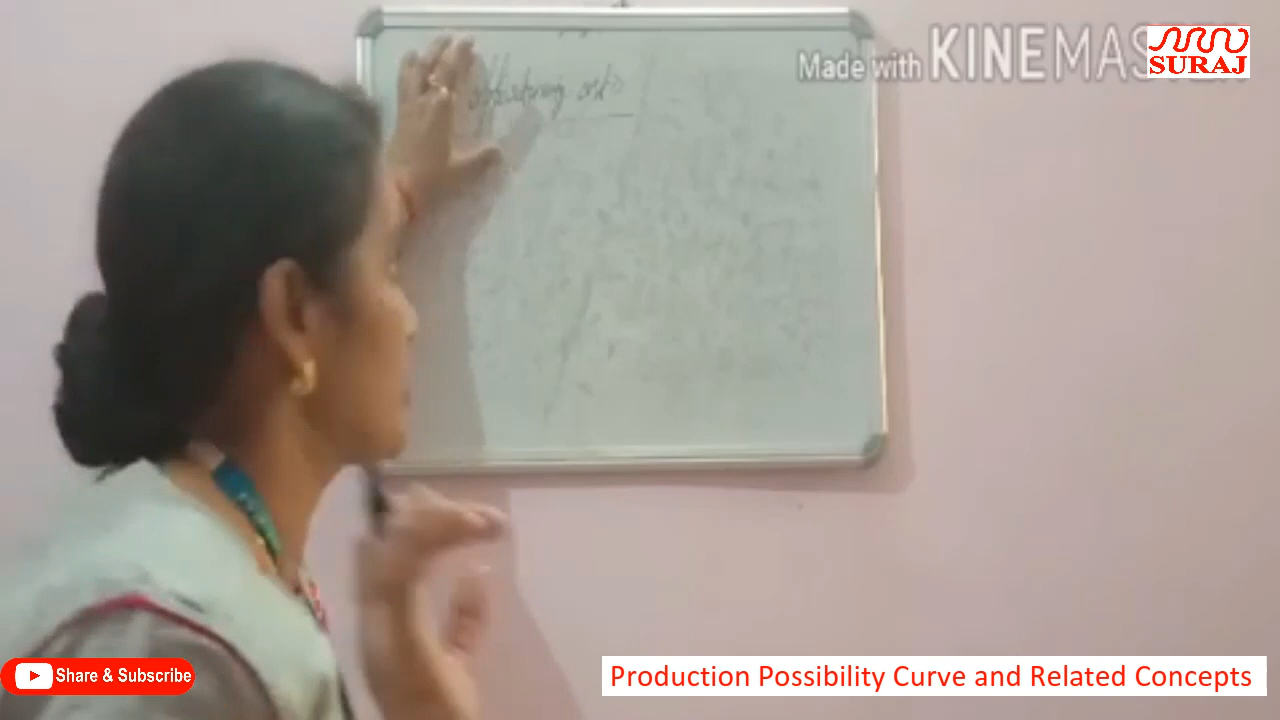 Made with KINEMASTER
SURAJ
Share & Subscribe
Production Possibility Curve and Related Concepts